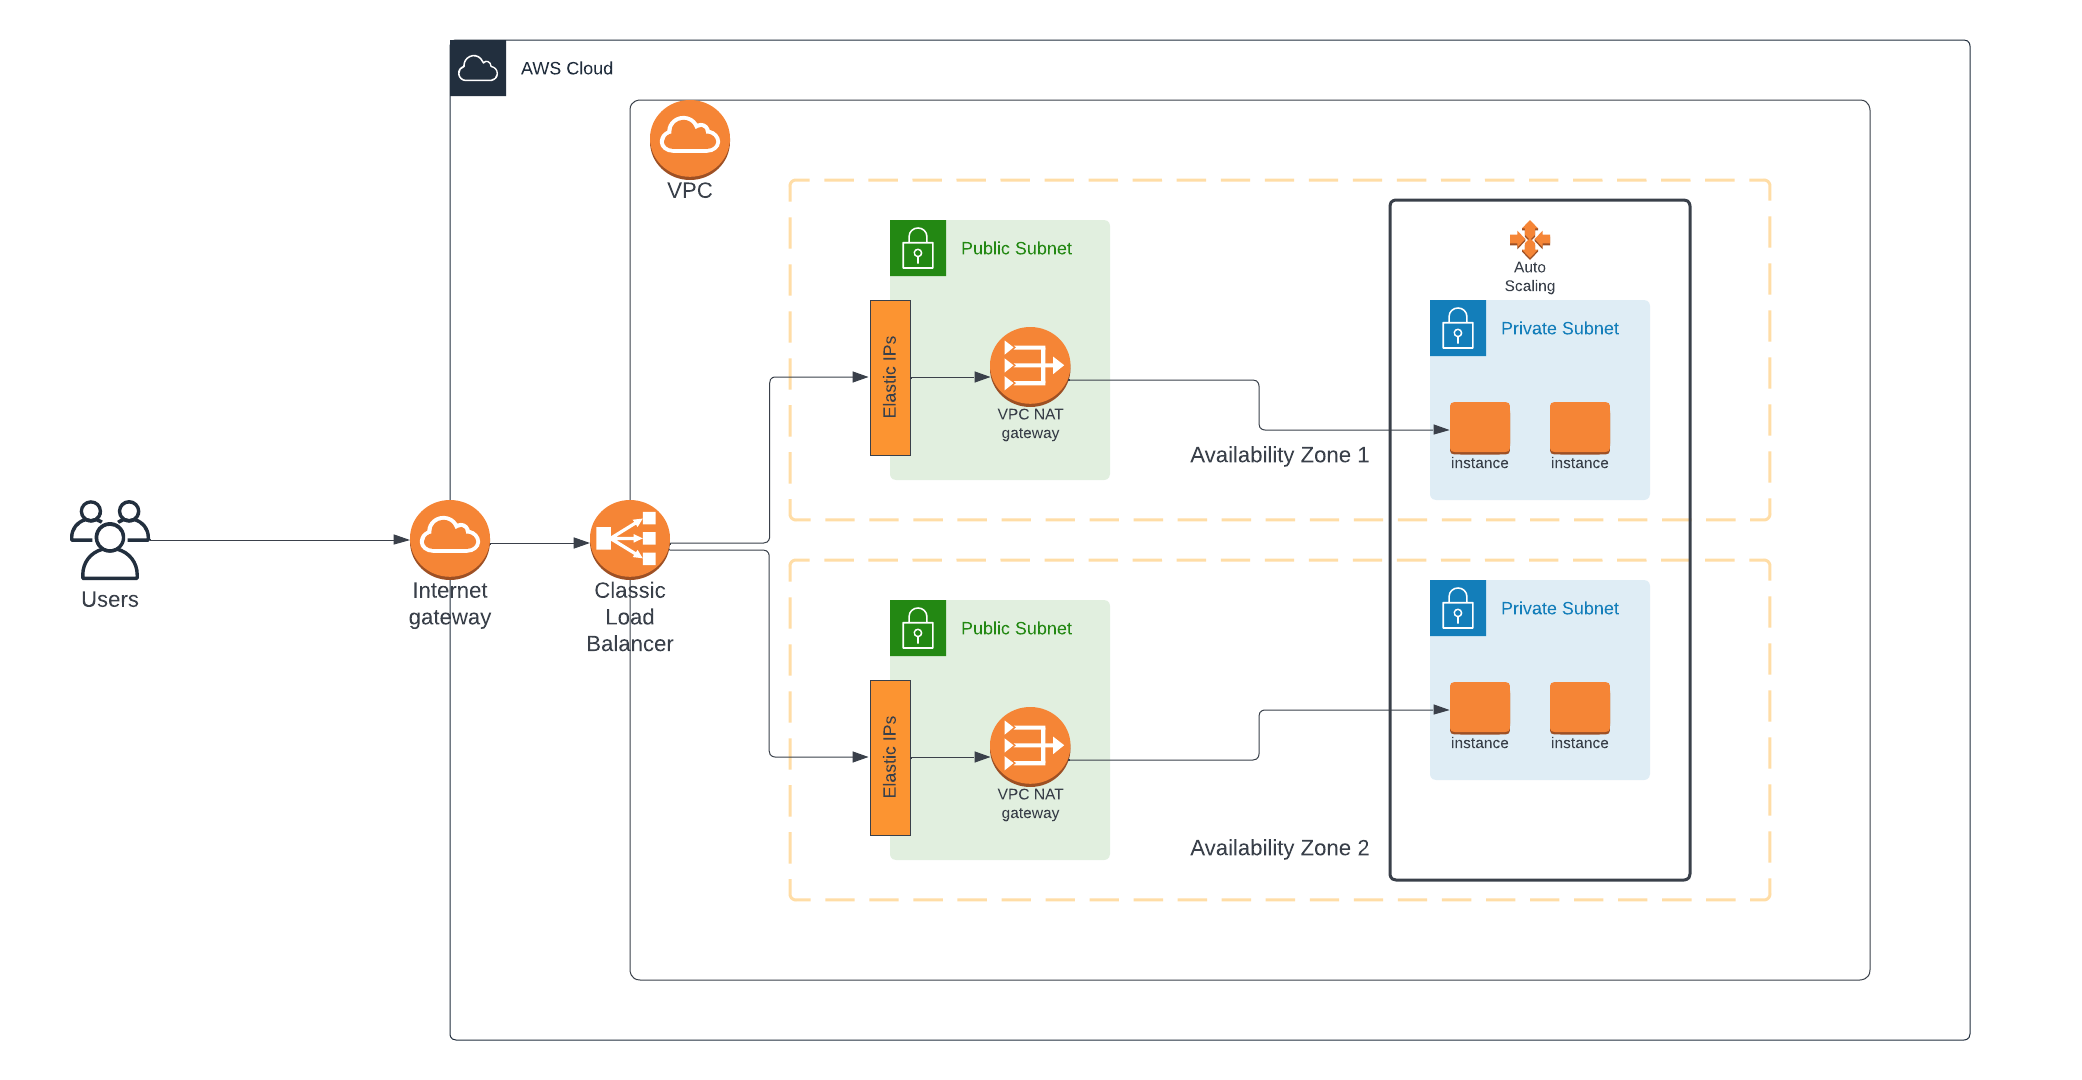 AWS Cloud
VPC
Public Subnet
Auto
Scaling
Elastic IPs
Private Subnet
VPC NAT
gateway
Availability Zone 1
instance
instance
Users
Internet
gateway
Classic
Load
Balancer
Public Subnet
Private Subnet
Elastic IPs
instance
instance
VPC NAT
gateway
Availability Zone 2